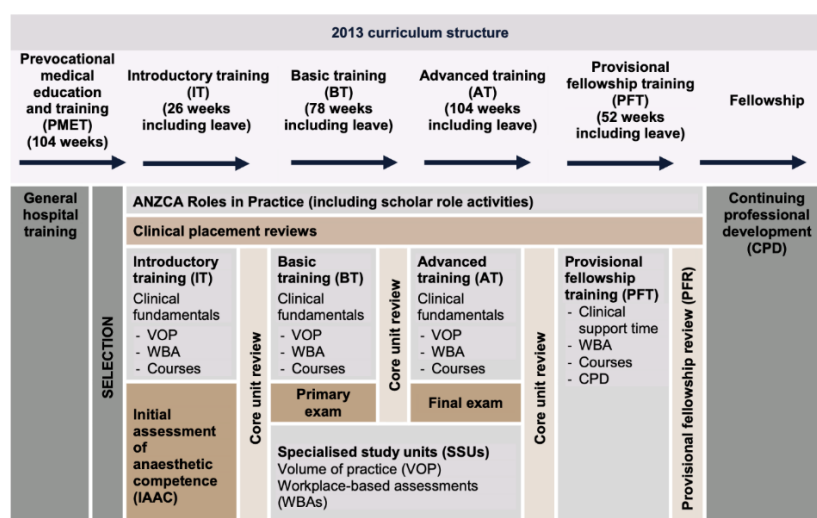 2013 curriculum structure
Prevocational
medical
education
and training
(PMET)
(104 weeks)
Introductory training
(IT)
(26 weeks
including leave)
Basic training
(BT)
(78 weeks
including leave)
Advanced training
(AT)
(104 weeks
including leave)
Provisional
fellowship training
(PFT)
(52 weeks
including leave)
Fellowship
General
hospital
training
SELECTION
ANZCA Roles in Practice (including scholar role activities)
Clinical placement reviews
Introductory
training (IT)
Clinical
fundamentals
- VOP
- WBA
- Courses
Initial
assessment
of
anaesthetic
competence
(IAAC)
Core unit review
Basic
training (BT)
Clinical
fundamentals
- VOP
- WBA
- Courses
Primary
exam
Core unit review
Advanced
training (AT)
Clinical
fundamentals
- VOP
- WBA
- Courses
Final exam
Specialised study units (SSUs)
Volume of practice (VOP)
Workplace-based assessments
(WBAs)
Core unit review
Provisional
fellowship
training (PFT)
- Clinical
support time
- WBA
- Courses
- CPD
Provisional fellowship review (PFR)
Continuing
professional
development
(CPD)